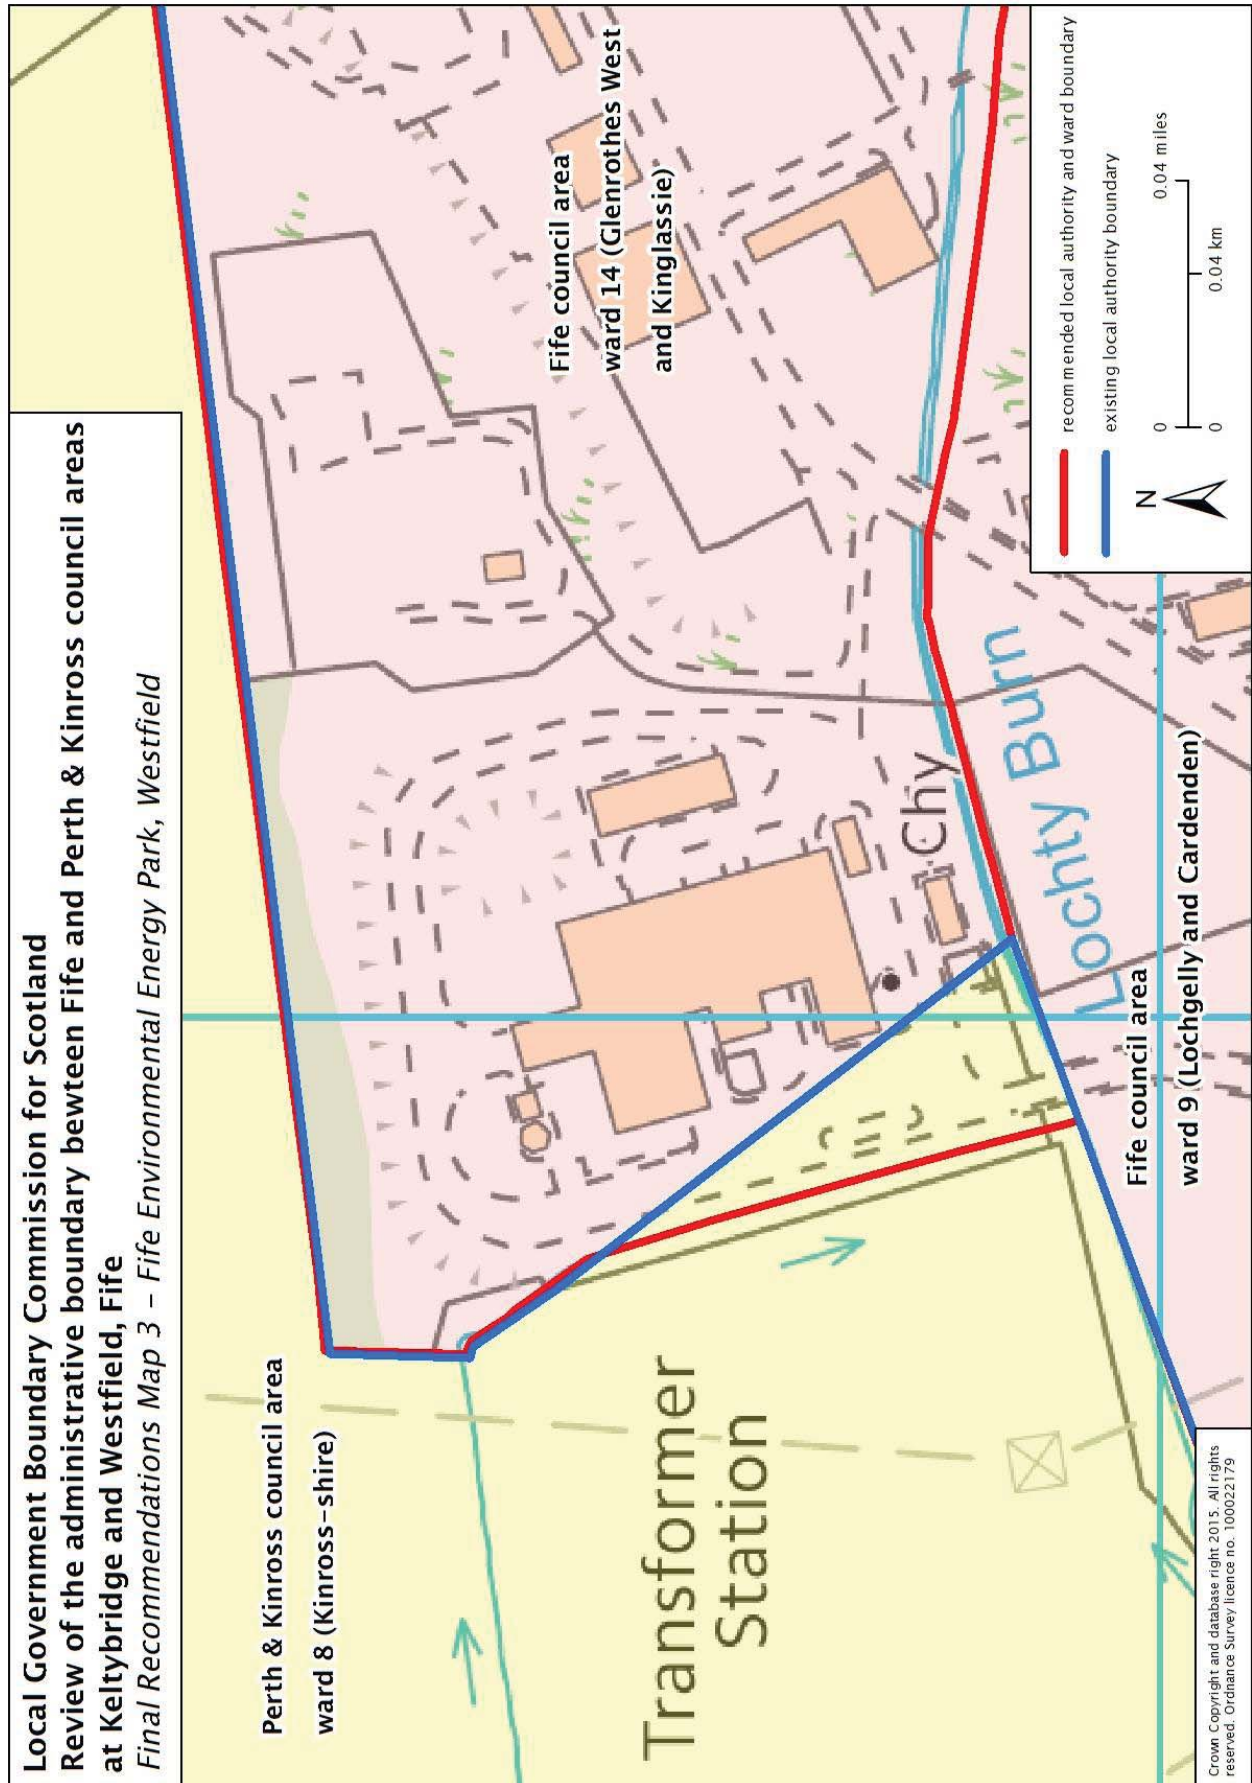 Local Government Boundary Commission for Scotland
Review of the administrative boundary bewteen Fife and Perth & Kinross council areas
at Keltybridge and Westfield, Fife
Final Recommendations Map 3 – Fife Environmental Energy Park, Westfield
Perth & Kinross council area
ward 8 (Kinross-shire)
Fife council area
ward 14 (Glenrothes West
and Kinglassie)
Transformer
Station
Chy
Lochty Burn
Fife council area
ward 9 (Lochgelly and Cardenden)
recommended local authority and ward boundary
existing local authority boundary
N
0 0.04 miles
0 0.04 km
Crown Copyright and database right 2015. All rights
reserved. Ordnance Survey licence no. 100022179